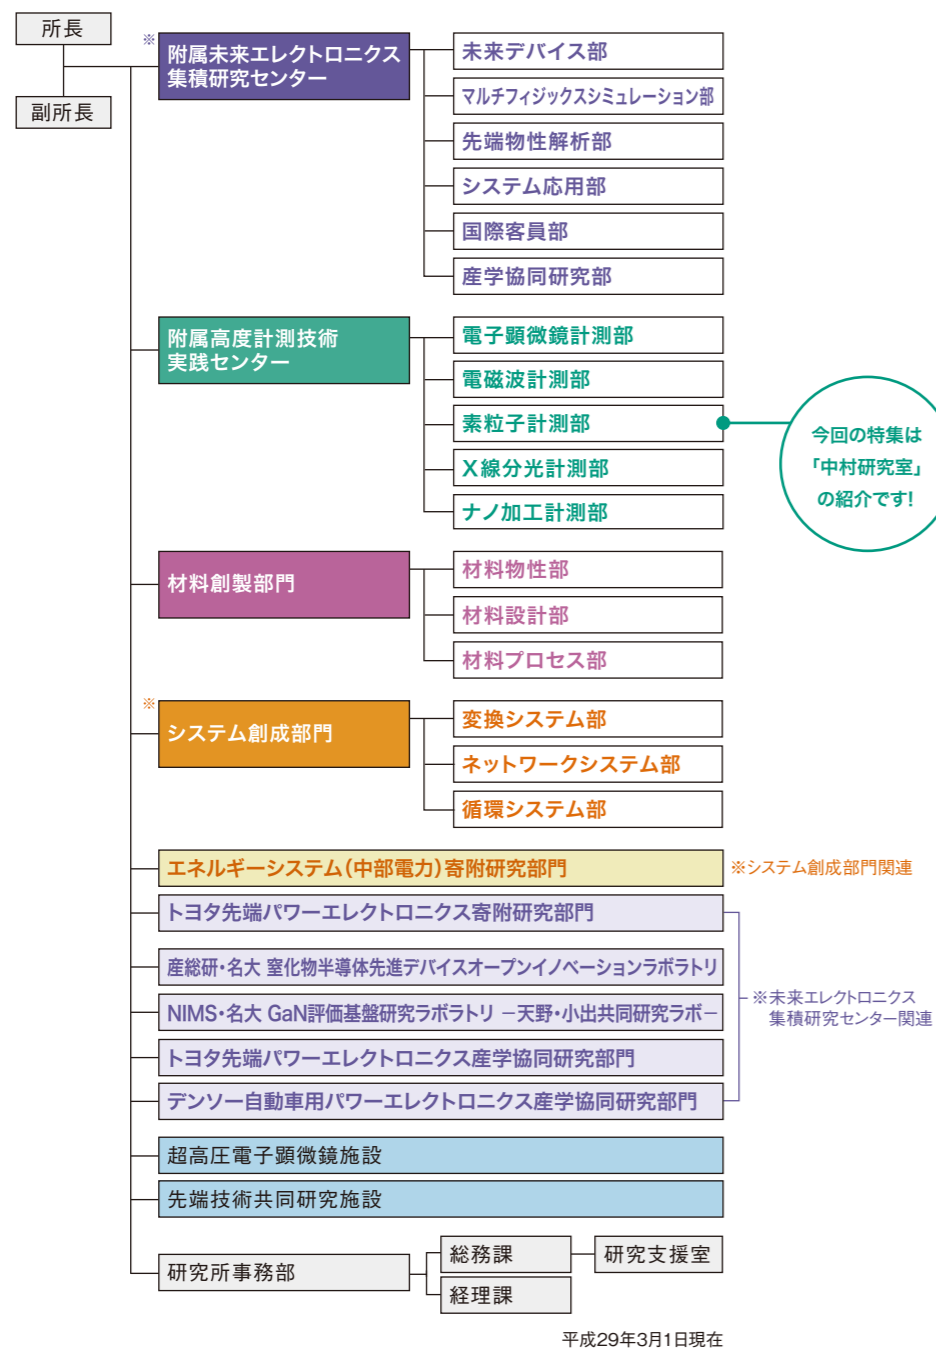 所長
副所長
※
附属未来エレクトロニクス
集積研究センター
未来デバイス部
マルチフィジックスシミュレーション部
先端物性解析部
システム応用部
国際客員部
産学協同研究部
附属高度計測技術
実践センター
電子顕微鏡計測部
電磁波計測部
素粒子計測部
X線分光計測部
ナノ加工計測部
今回の特集は
「中村研究室」
の紹介です!
材料創製部門
材料物性部
材料設計部
材料プロセス部
※
システム創成部門
変換システム部
ネットワークシステム部
循環システム部
エネルギーシステム(中部電力)寄附研究部門
※システム創成部門関連
トヨタ先端パワーエレクトロニクス寄附研究部門
産総研・名大 窒化物半導体先進デバイスオープンイノベーションラボラトリ
NIMS・名大 GaN評価基盤研究ラボラトリ －天野・小出共同研究ラボ－
トヨタ先端パワーエレクトロニクス産学協同研究部門
デンソー自動車用パワーエレクトロニクス産学協同研究部門
※未来エレクトロニクス
集積研究センター関連
超高圧電子顕微鏡施設
先端技術共同研究施設
研究所事務部
総務課
研究支援室
経理課
平成29年3月1日現在